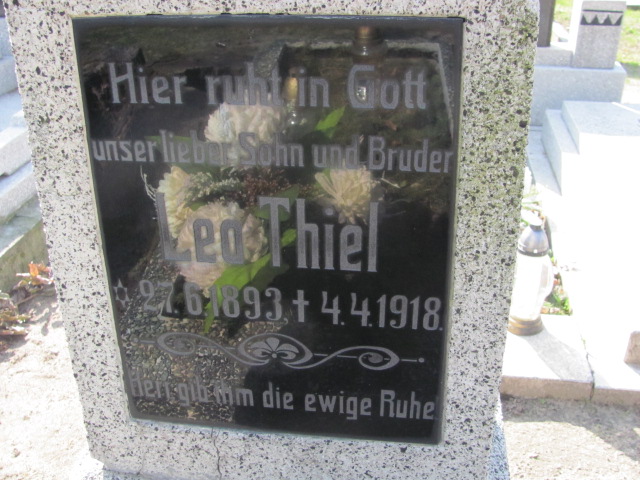 Hier ruht in Gott
unser lieber Sohn und Bruder
Leo Thiel
* 27.6.1893. † 4.4.1918.
Herr gib ihm die ewige Ruhe